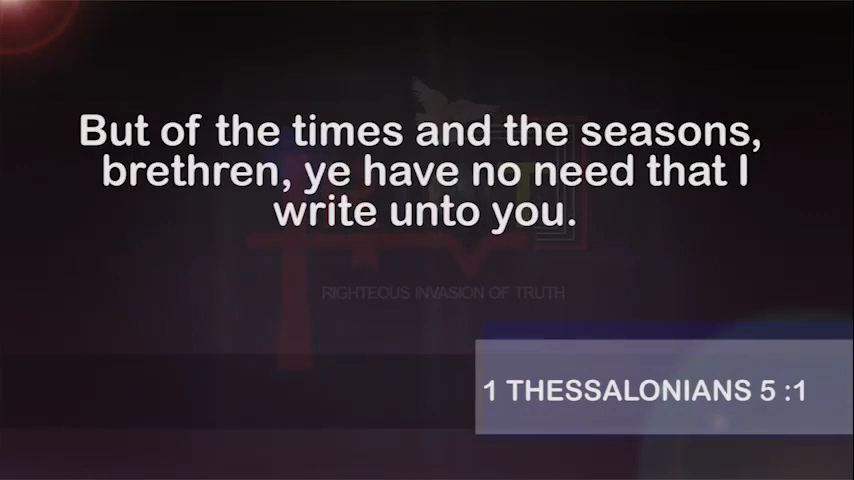 But of the times and the seasons,
brethren, ye have no need that I
write unto you.
RIGHTEOUS INVASION OF TRUTH
1 THESSALONIANS 5 :1